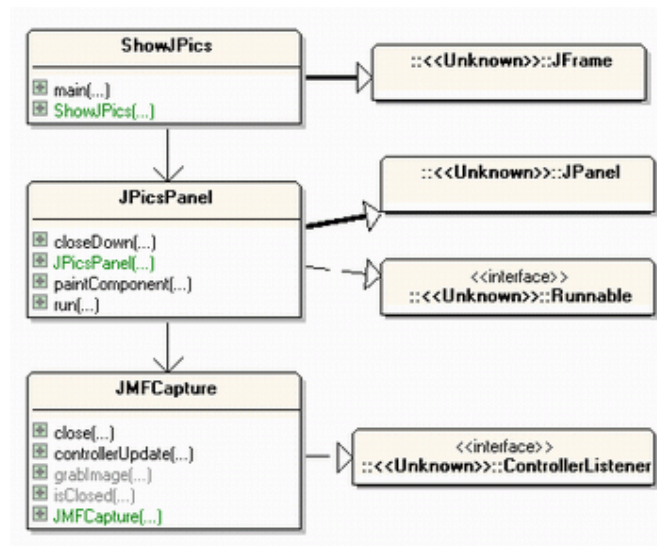 ShowJPics
main(...)
ShowJPics(...)
::<<Unknown>>::JFrame
JPicsPanel
closeDown(...)
JPicsPanel(...)
paintComponent(...)
run(...)
::<<Unknown>>::JPanel
<<interface>>
::<<Unknown>>::Runnable
JMFCapture
close(...)
controllerUpdate(...)
grabImage(...)
isClosed(...)
JMFCapture(...)
<<interface>>
::<<Unknown>>::ControllerListener